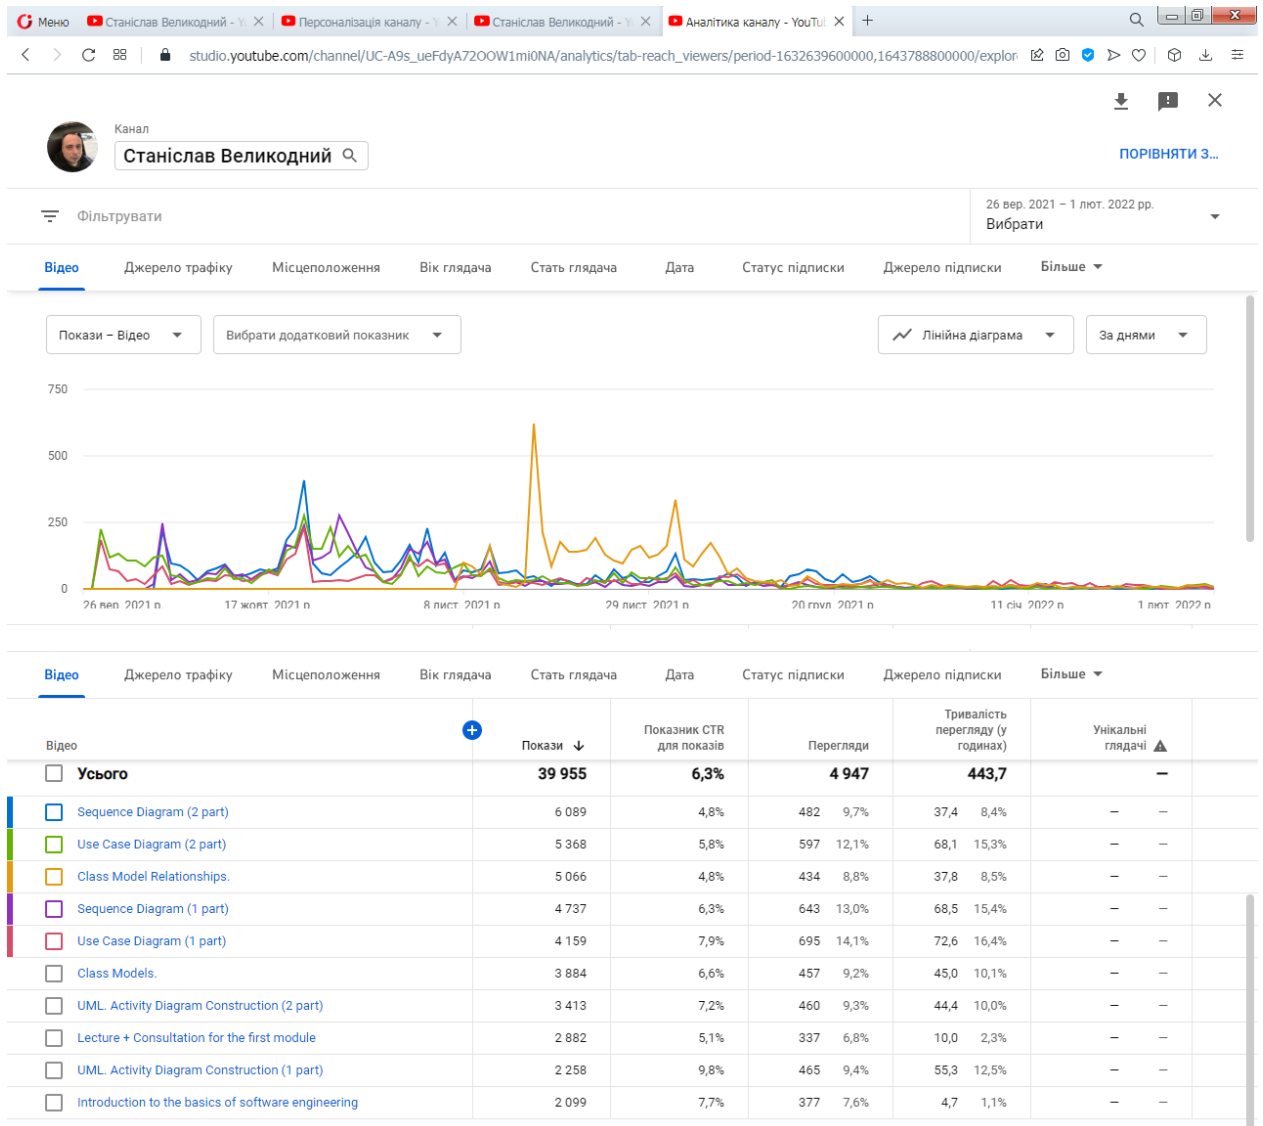 Меню
Станіслав Великодний - Y
Персоналізація каналу - Y
Станіслав Великодний - Y
Аналітика каналу - YouTu
studio.youtube.com/channel/UC-A9s_ueFdyA72OOW1mi0NA/analytics/tab-reach_viewers/period-1632639600000,1643788800000/explor
Канал
Станіслав Великодний
ПОРІВНЯТИ З...
Фільтрувати
26 вер. 2021 – 1 лют. 2022 рр.
Вибрати
Відео Джерело трафіку Місцеположення Вік глядача Стать глядача Дата Статус підписки Джерело підписки Більше
Покази – Відео Вибрати додатковий показник Лінійна діаграма За днями
750
500
250
0
26 вер. 2021 р. 17 жовт. 2021 р. 8 лист. 2021 р. 29 лист. 2021 р. 20 груд. 2021 р. 11 січ. 2022 р. 1 лют. 2022 р.
Відео Джерело трафіку Місцеположення Вік глядача Стать глядача Дата Статус підписки Джерело підписки Більше
Відео
Покази
Показник CTR
для показів
Перегляди
Тривалість
перегляду (у
годинах)
Унікальні
глядачі
Усього 39 955 6,3% 4 947 443,7 –
Sequence Diagram (2 part) 6 089 4,8% 482 9,7% 37,4 8,4% – –
Use Case Diagram (2 part) 5 368 5,8% 597 12,1% 68,1 15,3% – –
Class Model Relationships. 5 066 4,8% 434 8,8% 37,8 8,5% – –
Sequence Diagram (1 part) 4 737 6,3% 643 13,0% 68,5 15,4% – –
Use Case Diagram (1 part) 4 159 7,9% 695 14,1% 72,6 16,4% – –
Class Models. 3 884 6,6% 457 9,2% 45,0 10,1% – –
UML. Activity Diagram Construction (2 part) 3 413 7,2% 460 9,3% 44,4 10,0% – –
Lecture + Consultation for the first module 2 882 5,1% 337 6,8% 10,0 2,3% – –
UML. Activity Diagram Construction (1 part) 2 258 9,8% 465 9,4% 55,3 12,5% – –
Introduction to the basics of software engineering 2 099 7,7% 377 7,6% 4,7 1,1% – –